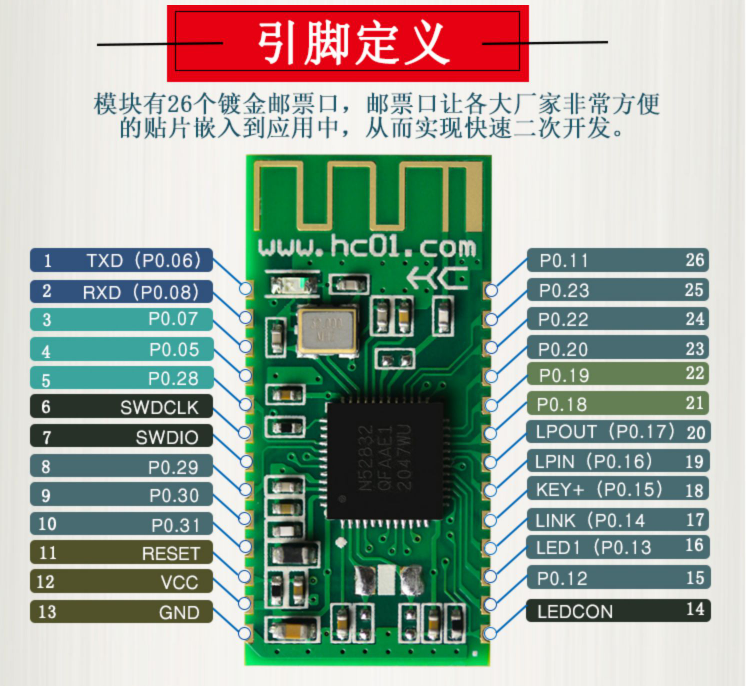 引脚定义
模块有26个镀金邮票口，邮票口让各大厂家非常方便
的贴片嵌入到应用中，从而实现快速二次开发。
www.hc01.com
HC
1 TXD (P0.06)
2 RXD (P0.08)
3 P0.07
4 P0.05
5 P0.28
6 SWDCLK
7 SWDIO
8 P0.29
9 P0.30
10 P0.31
11 RESET
12 VCC
13 GND
N52832
QFAAE1
2047WU
P0.11 26
P0.23 25
P0.22 24
P0.20 23
P0.19 22
P0.18 21
LPOUT (P0.17) 20
LPIN (P0.16) 19
KEY+ (P0.15) 18
LINK (P0.14 17
LED1 (P0.13 16
P0.12 15
LEDCON 14